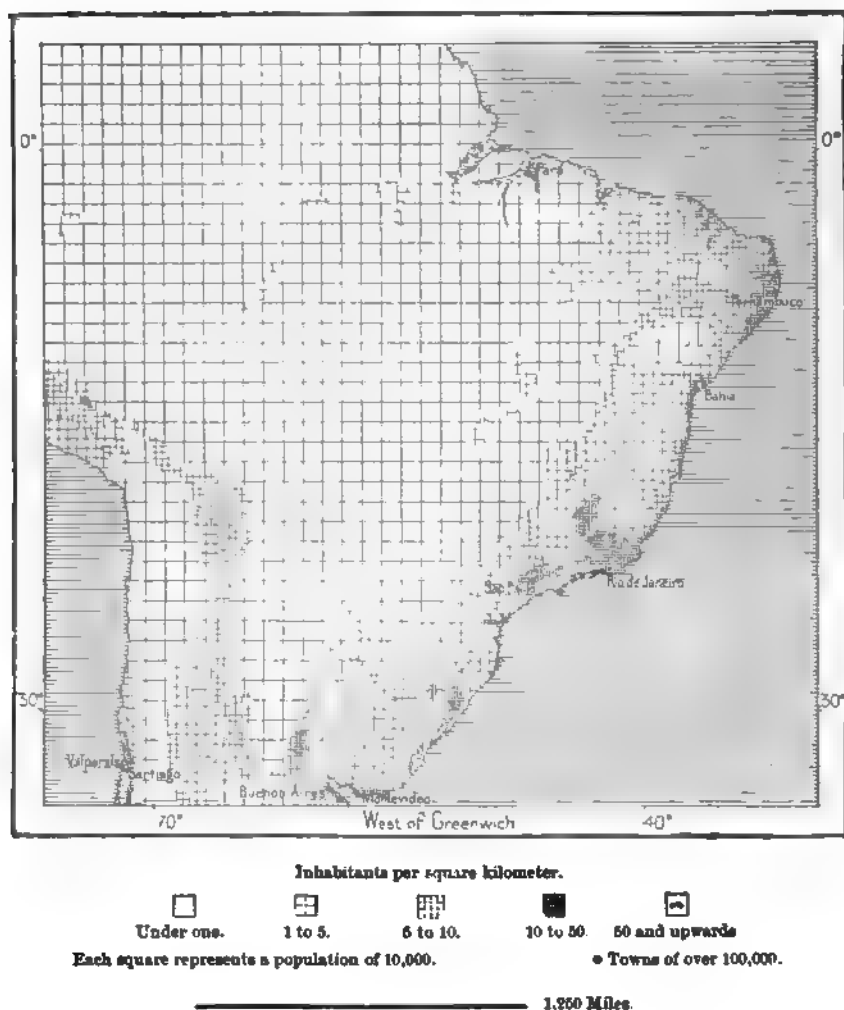 0° 0°
Para
Pernambuco
Bahia
Rio de Janeiro
30° 30°
Valparaiso
Santiago
Buenos Aires Montevideo
70° West of Greenwich 40°
Inhabitants per square kilometer.
Under one. 1 to 5. 6 to 10. 10 to 50. 50 and upwards
Each square represents a population of 10,000. Towns of over 100,000.
1,250 Miles.